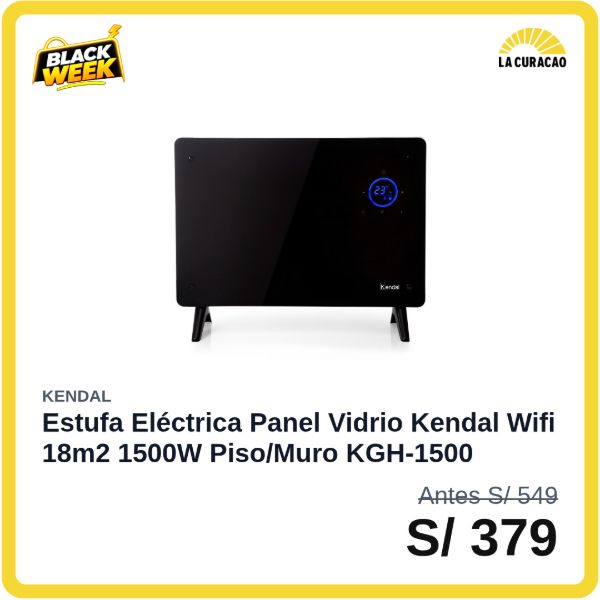 BLACK
WEEK
LA CURACAO
23°
Kendal
KENDAL
Estufa Eléctrica Panel Vidrio Kendal Wifi
18m2 1500W Piso/Muro KGH-1500
Antes S/ 549
S/ 379